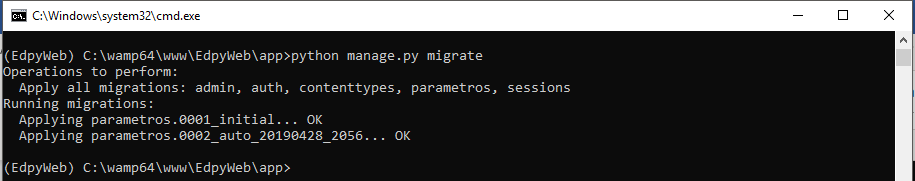 C:\Windows\system32\cmd.exe
(EdpyWeb) C:\wamp64\www\EdpyWeb\app>python manage.py migrate
Operations to perform:
  Apply all migrations: admin, auth, contenttypes, parametros, sessions
Running migrations:
  Applying parametros.0001_initial... OK
  Applying parametros.0002_auto_20190428_2056... OK
(EdpyWeb) C:\wamp64\www\EdpyWeb\app>